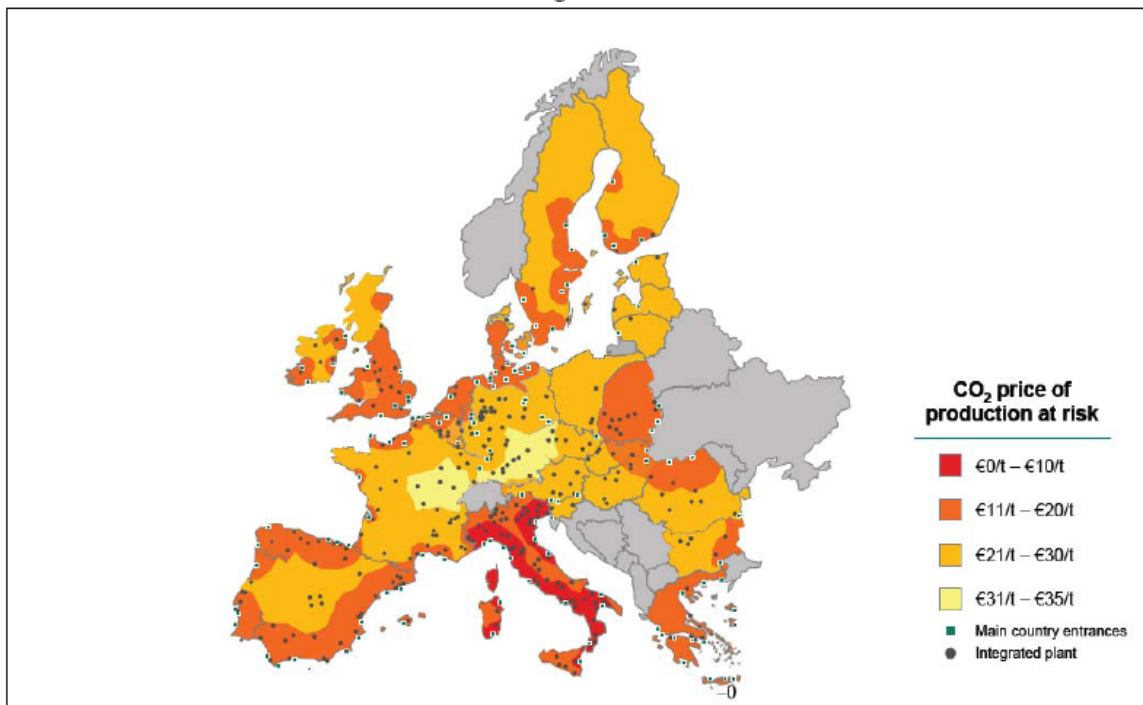 CO₂ price of
production at risk
€0/t – €10/t
€11/t – €20/t
€21/t – €30/t
€31/t – €35/t
Main country entrances
Integrated plant
–0